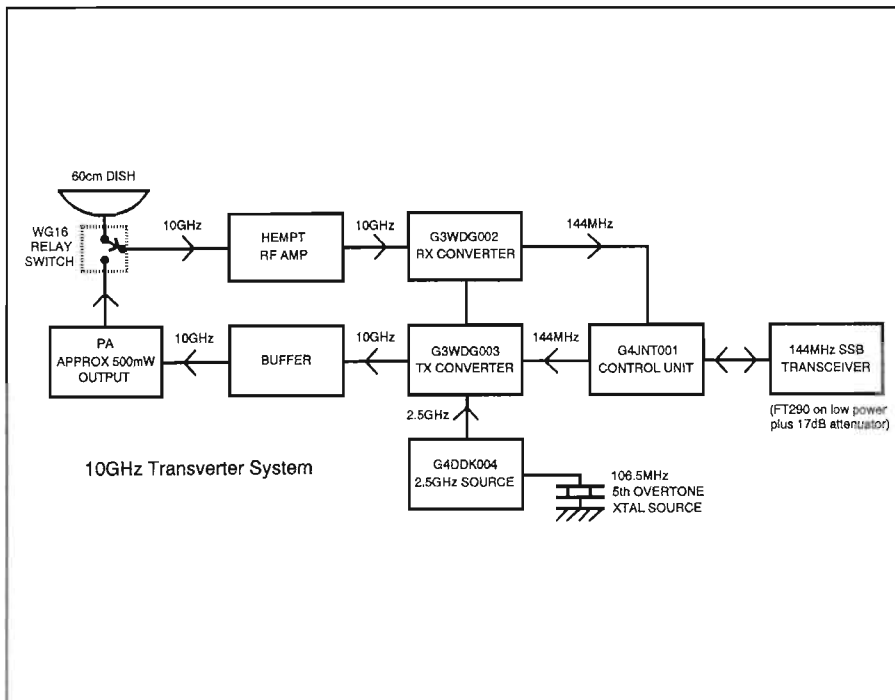 60cm DISH
WG16
RELAY
SWITCH
10GHz
HEMPT
RF AMP
10GHz
G3WDG002
RX CONVERTER
144MHz
PA
APPROX 500mW
OUTPUT
10GHz
BUFFER
10GHz
G3WDG003
TX CONVERTER
144MHz
G4JNT001
CONTROL UNIT
144MHz SSB
TRANSCEIVER
(FT290 on low power
plus 17dB attenuator)
2.5GHz
10GHz Transverter System
G4DDK004
2.5GHz SOURCE
106.5MHz
5th OVERTONE
XTAL SOURCE